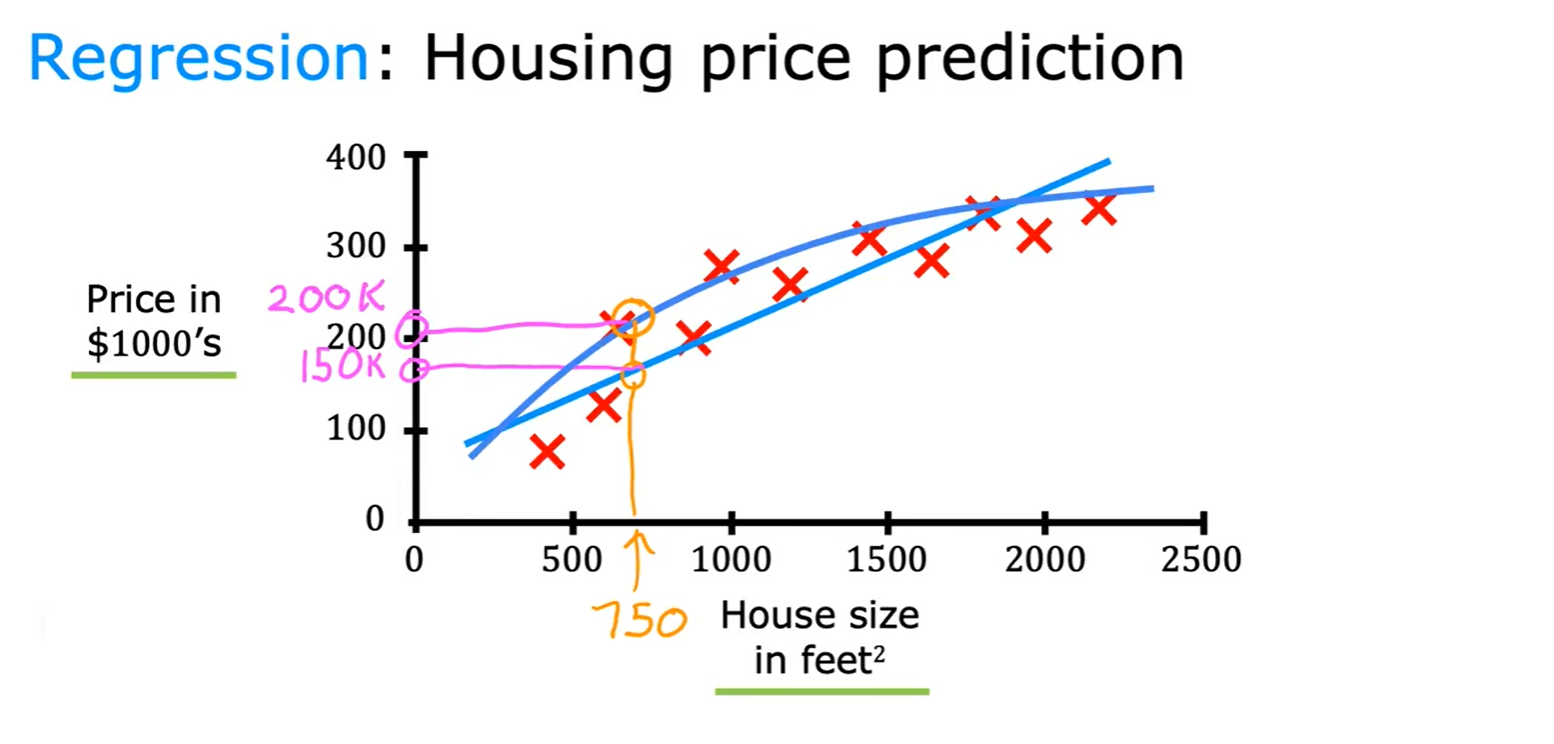 Regression: Housing price prediction
400
300
Price in
$1000's
200K
200
150K
100
0
0 500 1000 1500 2000 2500
750
House size
in feet²